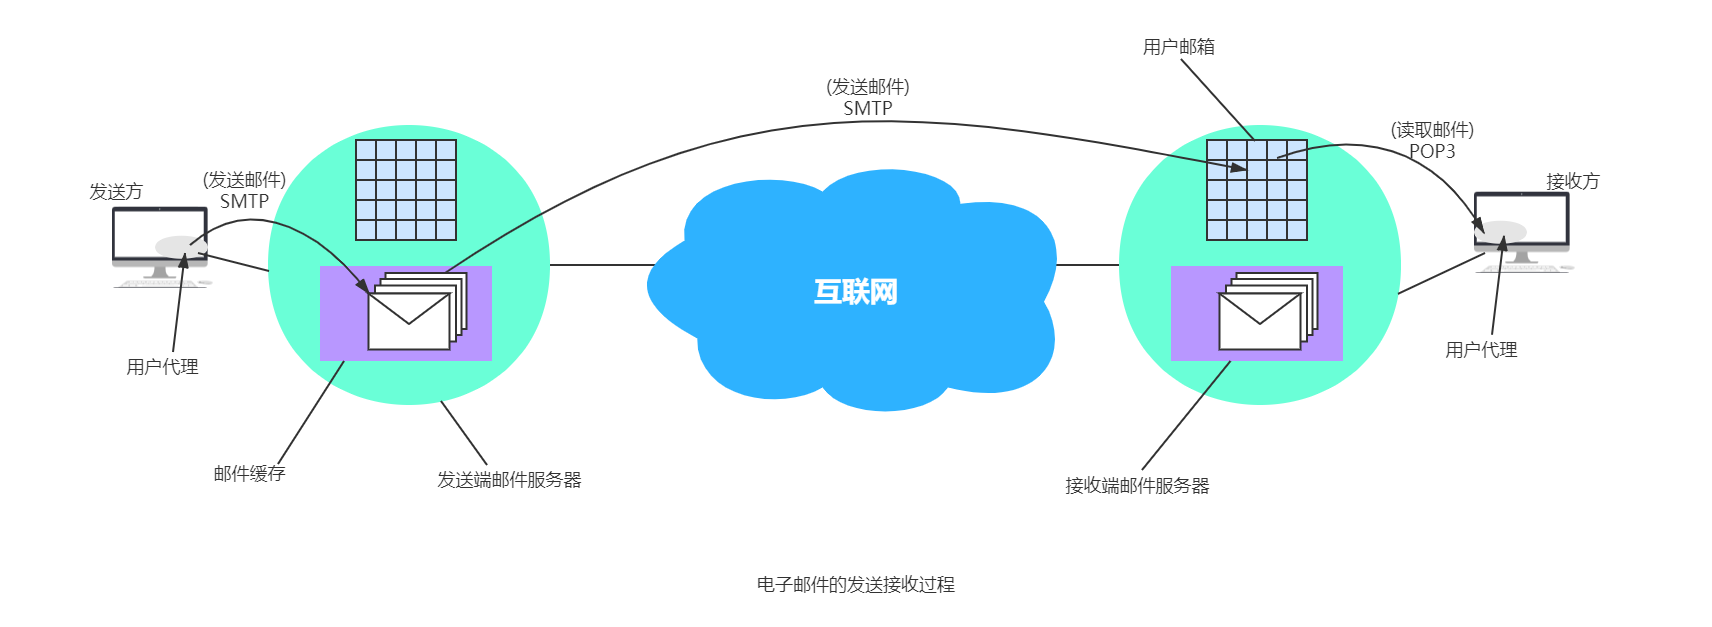 用户邮箱
(发送邮件)
SMTP
(读取邮件)
POP3
发送方
(发送邮件)
SMTP
接收方
互联网
用户代理
用户代理
邮件缓存
发送端邮件服务器
接收端邮件服务器
电子邮件的发送接收过程